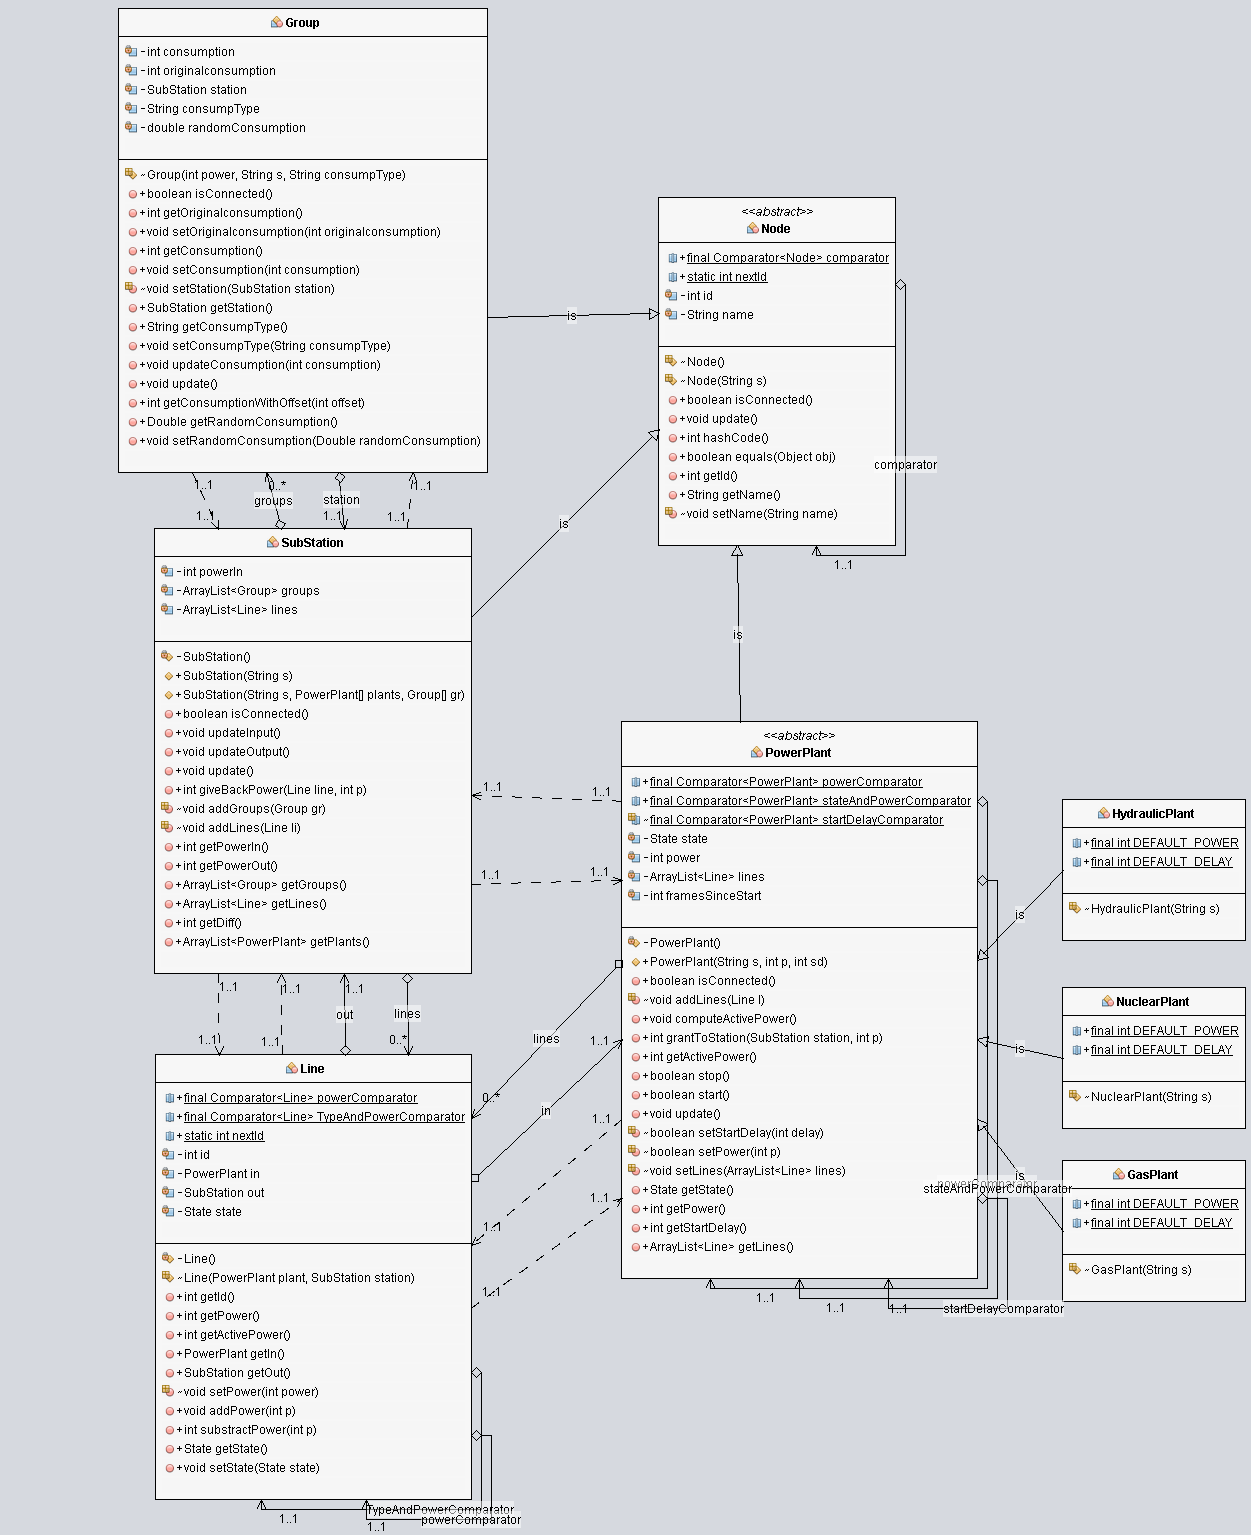 Group
-int consumption
-int originalconsumption
-SubStation station
-String consumpType
-double randomConsumption
~Group(int power, String s, String consumpType)
+boolean isConnected()
+int getOriginalconsumption()
+void setOriginalconsumption(int originalconsumption)
+int getConsumption()
+void setConsumption(int consumption)
~void setStation(SubStation station)
+SubStation getStation()
+String getConsumpType()
+void setConsumpType(String consumpType)
+void updateConsumption(int consumption)
+void update()
+int getConsumptionWithOffset(int offset)
+Double getRandomConsumption()
+void setRandomConsumption(Double randomConsumption)
<<abstract>>
Node
+final Comparator<Node> comparator
+static int nextId
-int id
-String name
~Node()
~Node(String s)
+boolean isConnected()
+void update()
+int hashCode()
+boolean equals(Object obj)
+int getId()
+String getName()
~void setName(String name)
is
comparator
1..1
is
is
1..1
0..*
1..1
groups
station
1..1
1..1
1..1
SubStation
-int powerIn
-ArrayList<Group> groups
-ArrayList<Line> lines
-SubStation()
+SubStation(String s)
+SubStation(String s, PowerPlant[] plants, Group[] gr)
+boolean isConnected()
+void updateInput()
+void updateOutput()
+void update()
+int giveBackPower(Line line, int p)
~void addGroups(Group gr)
~void addLines(Line li)
+int getPowerIn()
+int getPowerOut()
+ArrayList<Group> getGroups()
+ArrayList<Line> getLines()
+int getDiff()
+ArrayList<PowerPlant> getPlants()
1..1
1..1
1..1
1..1
<<abstract>>
PowerPlant
+final Comparator<PowerPlant> powerComparator
+final Comparator<PowerPlant> stateAndPowerComparator
~final Comparator<PowerPlant> startDelayComparator
-State state
-int power
-ArrayList<Line> lines
-int framesSinceStart
-PowerPlant()
+PowerPlant(String s, int p, int sd)
+boolean isConnected()
~void addLines(Line l)
+void computeActivePower()
+int grantToStation(SubStation station, int p)
+int getActivePower()
+boolean stop()
+boolean start()
+void update()
~boolean setStartDelay(int delay)
~boolean setPower(int p)
~void setLines(ArrayList<Line> lines)
+State getState()
+int getPower()
+int getStartDelay()
+ArrayList<Line> getLines()
HydraulicPlant
+final int DEFAULT_POWER
+final int DEFAULT_DELAY
~HydraulicPlant(String s)
is
NuclearPlant
+final int DEFAULT_POWER
+final int DEFAULT_DELAY
~NuclearPlant(String s)
is
GasPlant
+final int DEFAULT_POWER
+final int DEFAULT_DELAY
~GasPlant(String s)
is
powerComparator
stateAndPowerComparator
1..1
1..1
1..1
startDelayComparator
1..1
1..1
1..1
out
lines
1..1
1..1
0..*
lines
0..*
1..1
in
1..1
1..1
1..1
1..1
Line
+final Comparator<Line> powerComparator
+final Comparator<Line> TypeAndPowerComparator
+static int nextId
-int id
-PowerPlant in
-SubStation out
-State state
-Line()
~Line(PowerPlant plant, SubStation station)
+int getId()
+int getPower()
+int getActivePower()
+PowerPlant getIn()
+SubStation getOut()
~void setPower(int power)
+void addPower(int p)
+int substractPower(int p)
+State getState()
+void setState(State state)
TypeAndPowerComparator
1..1
powerComparator
1..1